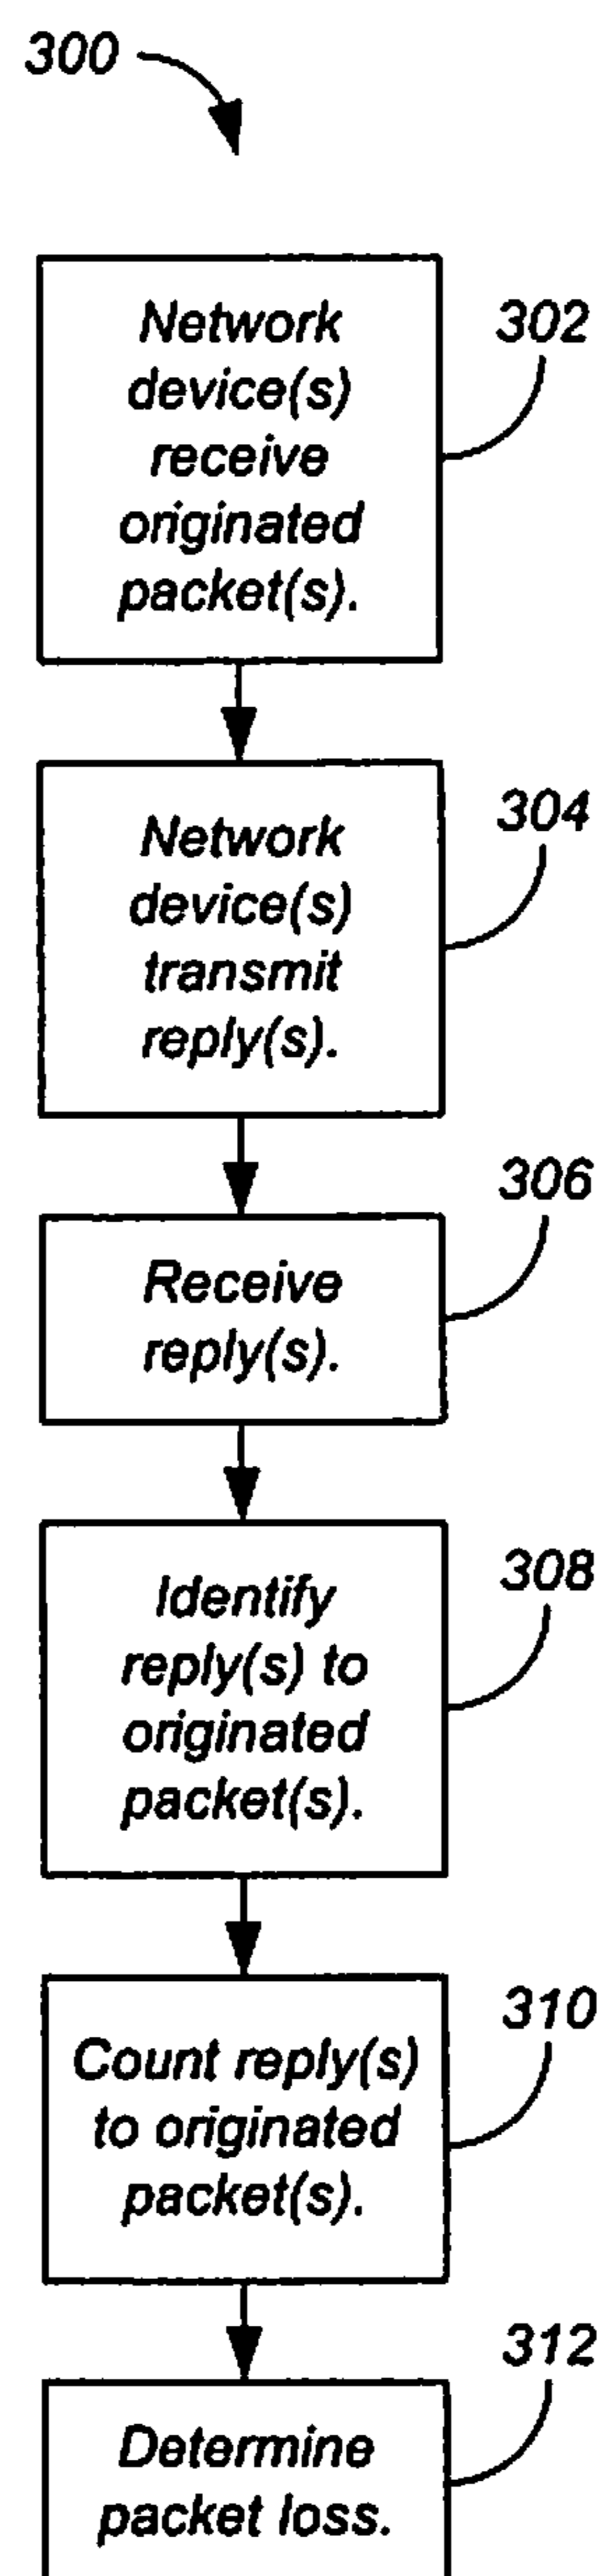 300
Network
device(s)
receive
originated
packet(s).
302
Network
device(s)
transmit
reply(s).
304
Receive
reply(s).
306
Identify
reply(s) to
originated
packet(s).
308
Count reply(s)
to originated
packet(s).
310
Determine
packet loss.
312